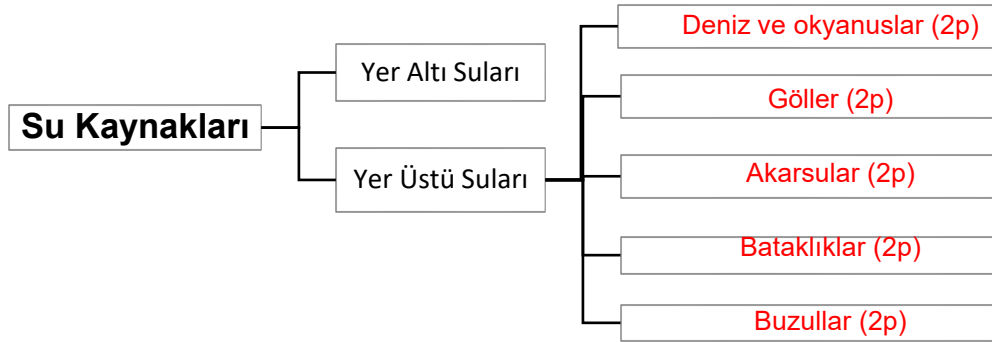 Su Kaynakları
Yer Altı Suları
Yer Üstü Suları
Deniz ve okyanuslar (2p)
Göller (2p)
Akarsular (2p)
Bataklıklar (2p)
Buzullar (2p)